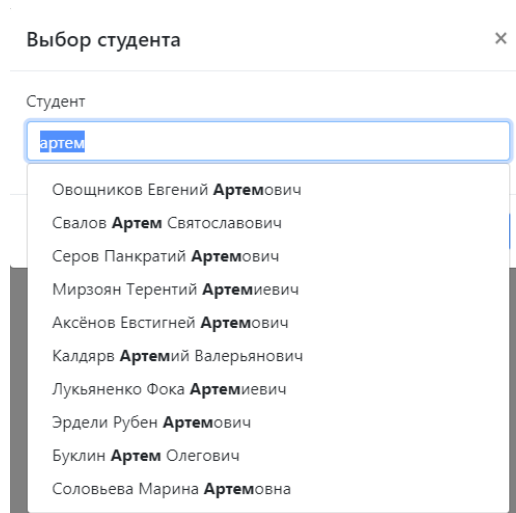 Выбор студента ×
Студент
артем
Овощников Евгений Артемович
Свалов Артем Святославович
Серов Панкратий Артемович
Мирзоян Терентий Артемиевич
Аксёнов Евстигней Артемович
Калдярв Артемий Валерьянович
Лукьяненко Фока Артемиевич
Эрдели Рубен Артемович
Буклин Артем Олегович
Соловьева Марина Артемовна